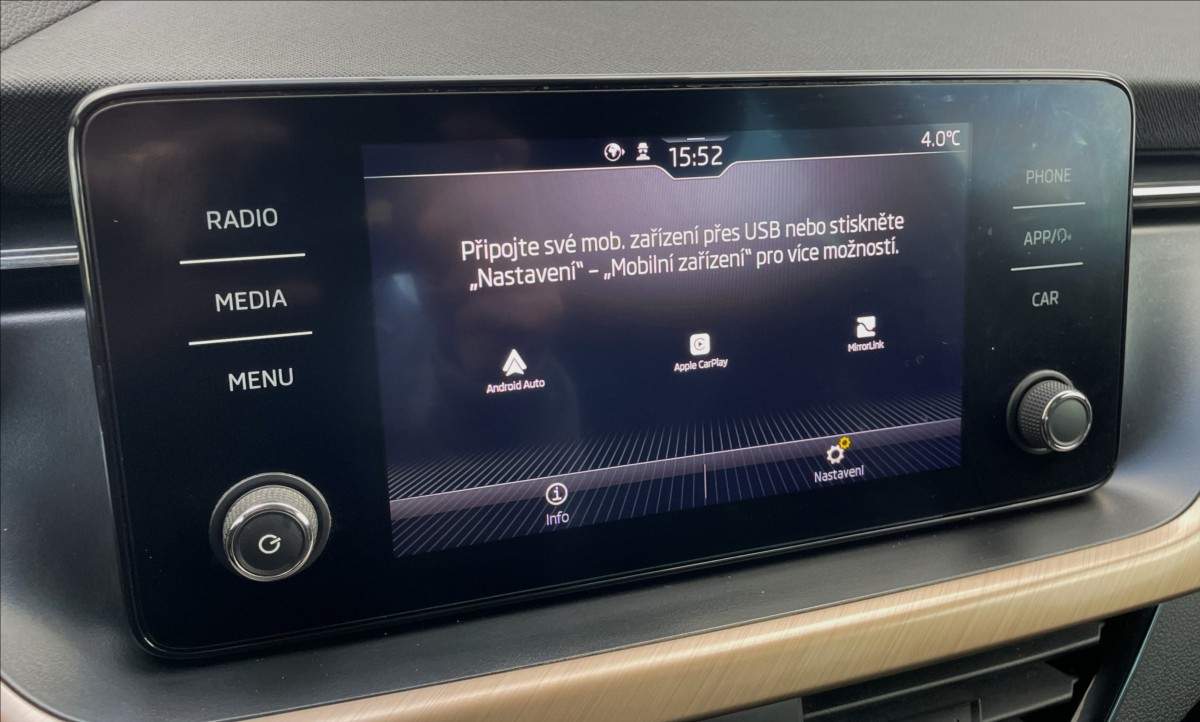 15:52
4.0°C
RADIO
MEDIA
MENU
Připojte své mob. zařízení přes USB nebo stiskněte
„Nastavení“ – „Mobilní zařízení“ pro více možností.
Android Auto
Apple CarPlay
MirrorLink
Info
Nastavení
PHONE
APP/
CAR